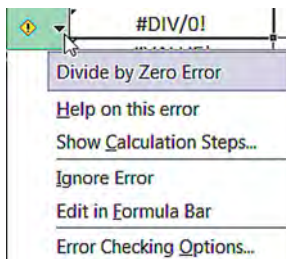 #DIV/0!
Divide by Zero Error
Help on this error
Show Calculation Steps...
Ignore Error
Edit in Formula Bar
Error Checking Options...